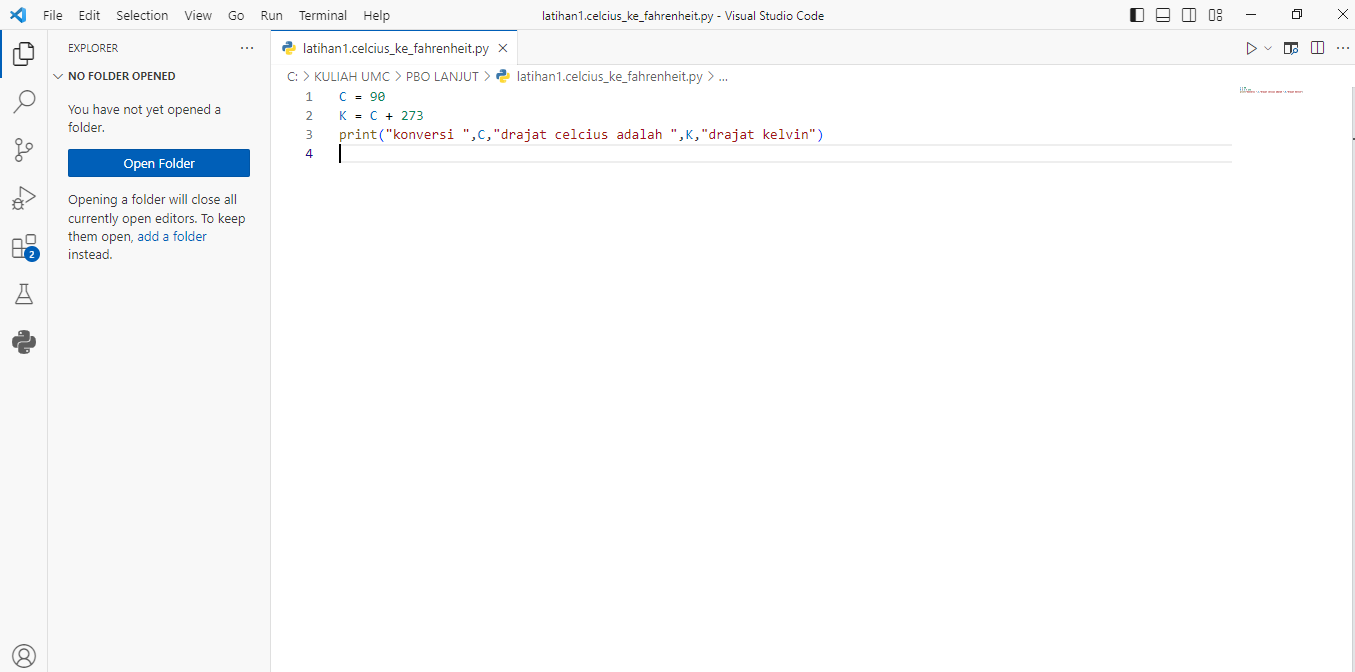 File Edit Selection View Go Run Terminal Help latihan1.celcius_ke_fahrenheit.py - Visual Studio Code
EXPLORER
NO FOLDER OPENED
You have not yet opened a
folder.
Open Folder
Opening a folder will close all
currently open editors. To keep
them open, add a folder
instead.
2
latihan1.celcius_ke_fahrenheit.py
C: > KULIAH UMC > PBO LANJUT > latihan1.celcius_ke_fahrenheit.py > ...
1 C = 90
2 K = C + 273
3 print("konversi ",C,"drajat celcius adalah ",K,"drajat kelvin")
4